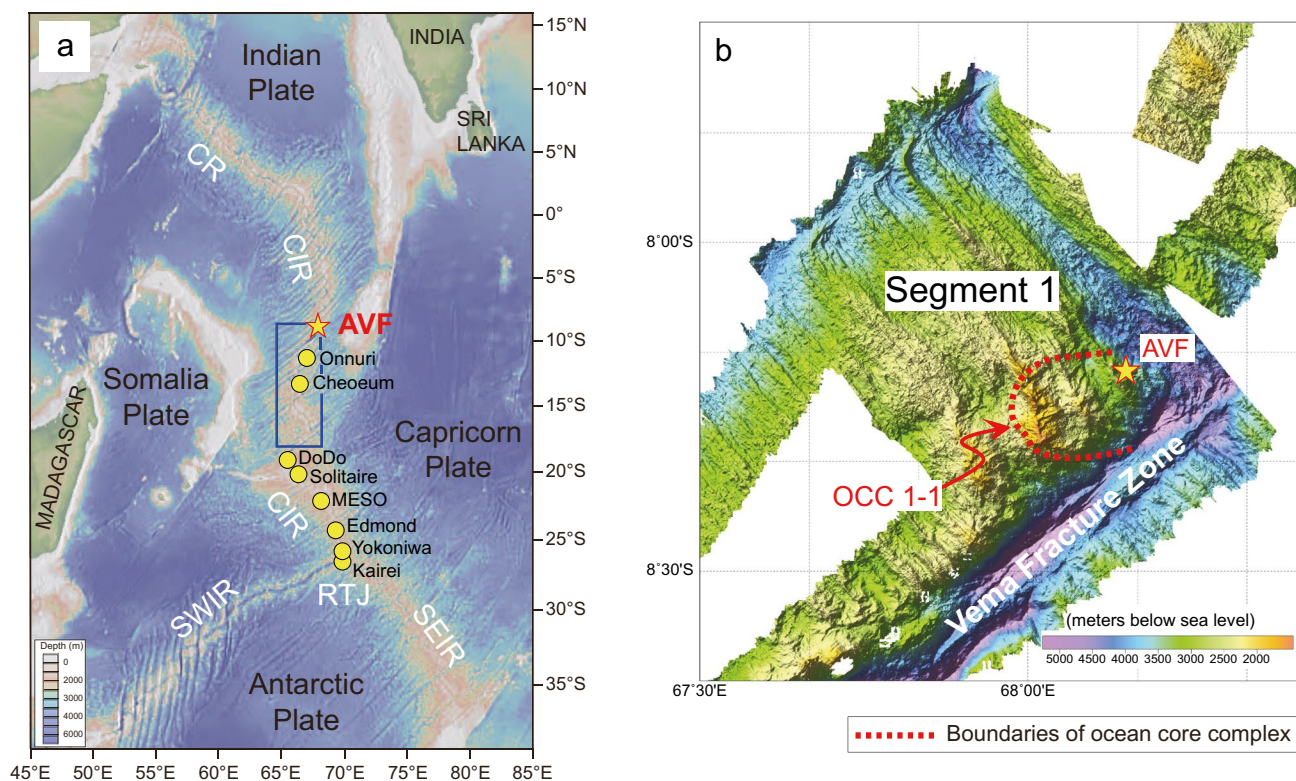 a
Indian
Plate
INDIA
SRI
LANKA
CR
CIR
AVF
Onnuri
Cheoeum
Somalia
Plate
MADAGASCAR
Capricorn
Plate
DoDo
Solitaire
MESO
CIR
Edmond
Yokoniwa
Kairei
RTJ
SWIR
SEIR
Antarctic
Plate
Depth (m)
0
2000
3000
4000
5000
6000
15°N
10°N
5°N
0°
5°S
10°S
15°S
20°S
25°S
30°S
35°S
45°E 50°E 55°E 60°E 65°E 70°E 75°E 80°E 85°E
b
8˚00'S
Segment 1
AVF
OCC 1-1
8˚30'S
Vema Fracture Zone
(meters below sea level)
5000 4500 4000 3500 3000 2500 2000
67˚30'E 68˚00'E
Boundaries of ocean core complex